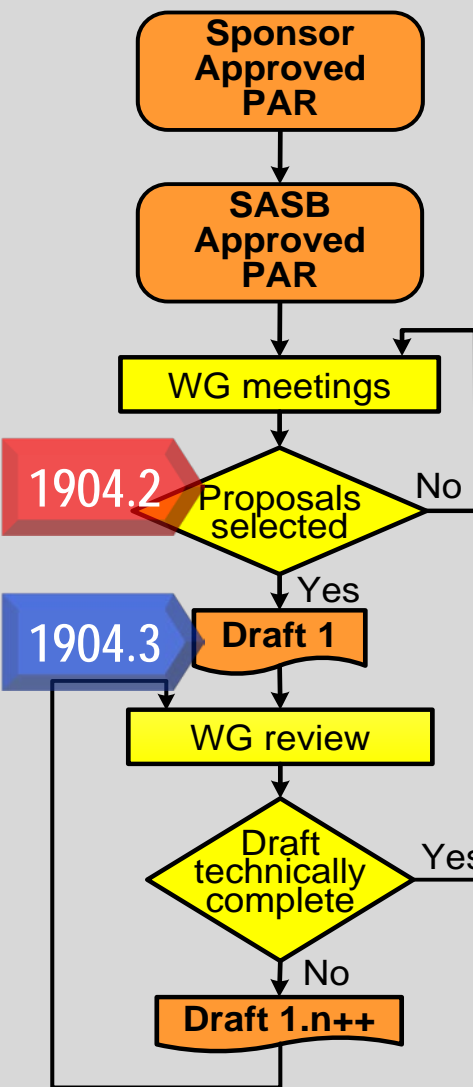 Sponsor
Approved
PAR
SASB
Approved
PAR
WG meetings
1904.2
Proposals
selected
No
Yes
1904.3
Draft 1
WG review
Draft
technically
complete
Yes
No
Draft 1.n++